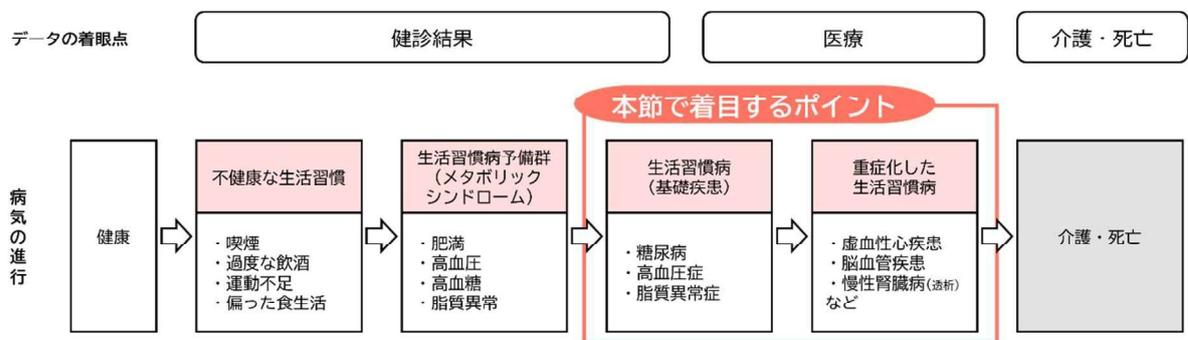 データの着眼点
健診結果
医療
介護・死亡
本節で着目するポイント
病気の進行
健康
不健康な生活習慣
・喫煙
・過度な飲酒
・運動不足
・偏った食生活
生活習慣病予備群
（メタボリック
シンドローム）
・肥満
・高血圧
・高血糖
・脂質異常
生活習慣病
（基礎疾患）
・糖尿病
・高血圧症
・脂質異常症
重症化した
生活習慣病
・虚血性心疾患
・脳血管疾患
・慢性腎臓病(透析)
など
介護・死亡